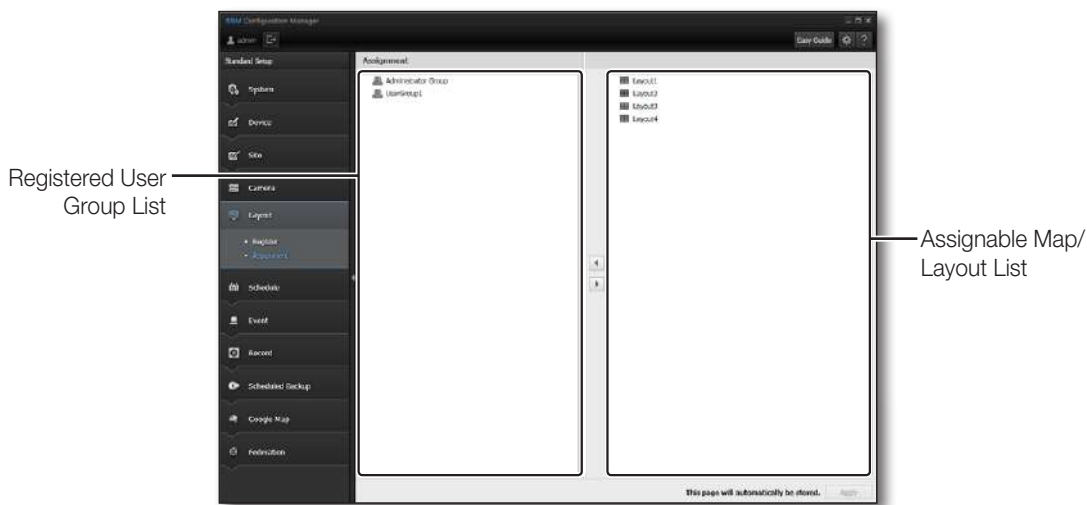 SSM Configuration Manager
admin
Easy Guide
?
Standard Setup
Assignment
System
Device
Site
Camera
Layout
Register
Assignment
Schedule
Event
Record
Scheduled Backup
Google Map
Federation
Administrator Group
UserGroup1
Layout1
Layout2
Layout3
Layout4
Registered User
Group List
Assignable Map/
Layout List
This page will automatically be stored.
Apply